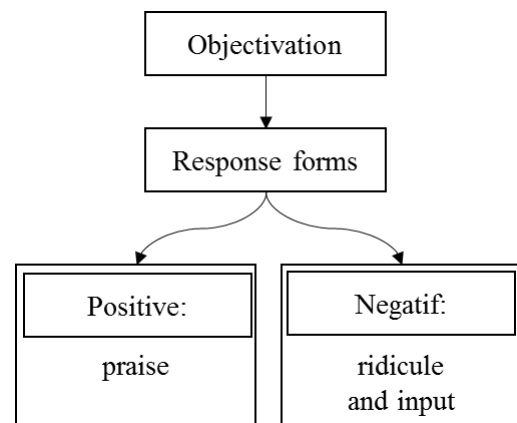 Objectivation
Response forms
Positive:
praise
Negatif:
ridicule
and input